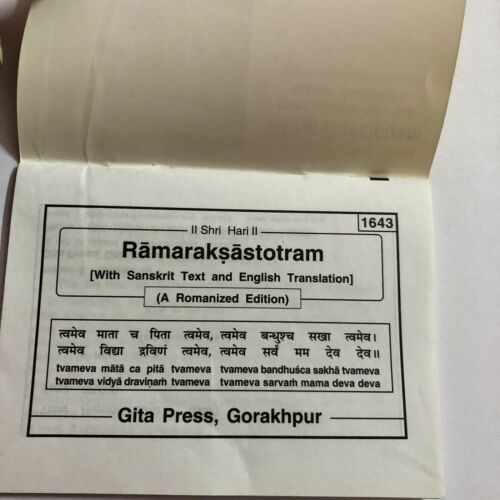 1643
॥ Shri Hari ॥
Rāmarakṣāstotram
[With Sanskrit Text and English Translation]
(A Romanized Edition)
त्वमेव माता च पिता त्वमेव, त्वमेव बन्धुश्च सखा त्वमेव।
त्वमेव विद्या द्रविणं त्वमेव, त्वमेव सर्वं मम देव देव॥
tvameva mātā ca pitā tvameva tvameva bandhuśca sakhā tvameva
tvameva vidyā draviṇaṁ tvameva tvameva sarvaṁ mama deva deva
Gita Press, Gorakhpur